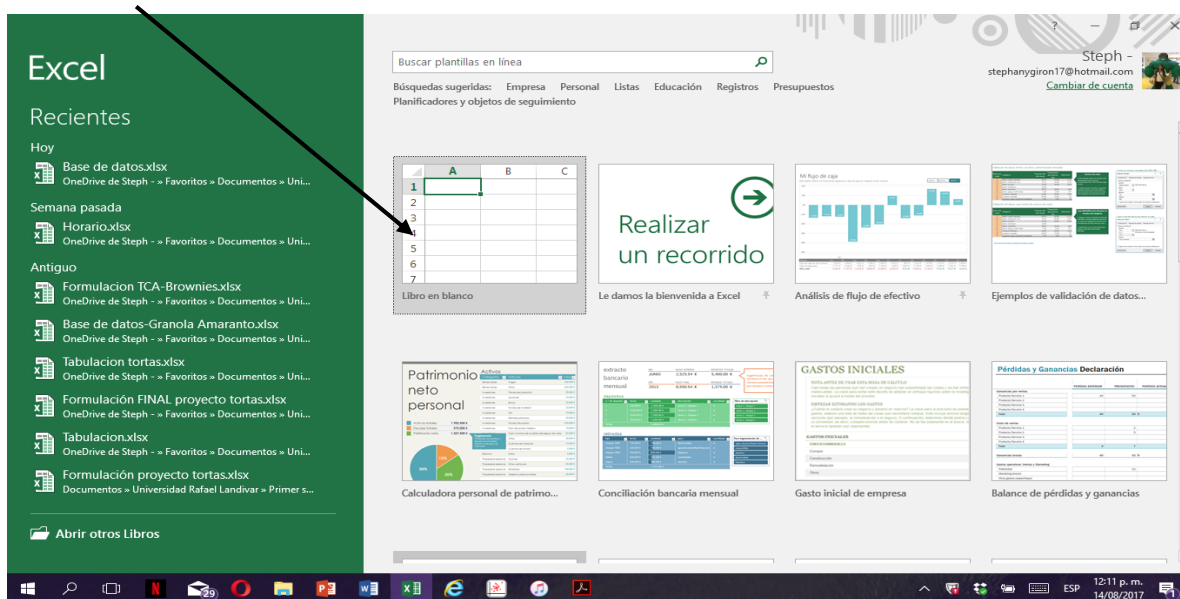 Excel
Recientes
Hoy
Base de datos.xlsx
OneDrive de Steph - » Favoritos » Documentos » Uni...
Semana pasada
Horario.xlsx
OneDrive de Steph - » Favoritos » Documentos » Uni...
Antiguo
Formulacion TCA-Brownies.xlsx
OneDrive de Steph - » Favoritos » Documentos » Uni...
Base de datos-Granola Amaranto.xlsx
OneDrive de Steph - » Favoritos » Documentos » Uni...
Tabulacion tortas.xlsx
OneDrive de Steph - » Favoritos » Documentos » Uni...
Formulación FINAL proyecto tortas.xlsx
OneDrive de Steph - » Favoritos » Documentos » Uni...
Tabulacion.xlsx
OneDrive de Steph - » Favoritos » Documentos » Uni...
Formulación proyecto tortas.xlsx
Documentos » Universidad Rafael Landivar » Primer s...
Abrir otros Libros
?
Steph -
stephanygiron17@hotmail.com
Cambiar de cuenta
Buscar plantillas en línea
Búsquedas sugeridas: Empresa Personal Listas Educación Registros Presupuestos
Planificadores y objetos de seguimiento
A B C
1
2
3
4
5
6
7
Libro en blanco
Realizar
un recorrido
Le damos la bienvenida a Excel
Mi flujo de caja
Análisis de flujo de efectivo
Ejemplos de validación de datos...
Patrimonio
neto
personal
Activos
Calculadora personal de patrimo...
extracto
bancario
mensual
Conciliación bancaria mensual
GASTOS INICIALES
GASTOS INICIALES
Gasto inicial de empresa
Pérdidas y Ganancias Declaración
Balance de pérdidas y ganancias
29
ESP
12:11 p. m.
14/08/2017